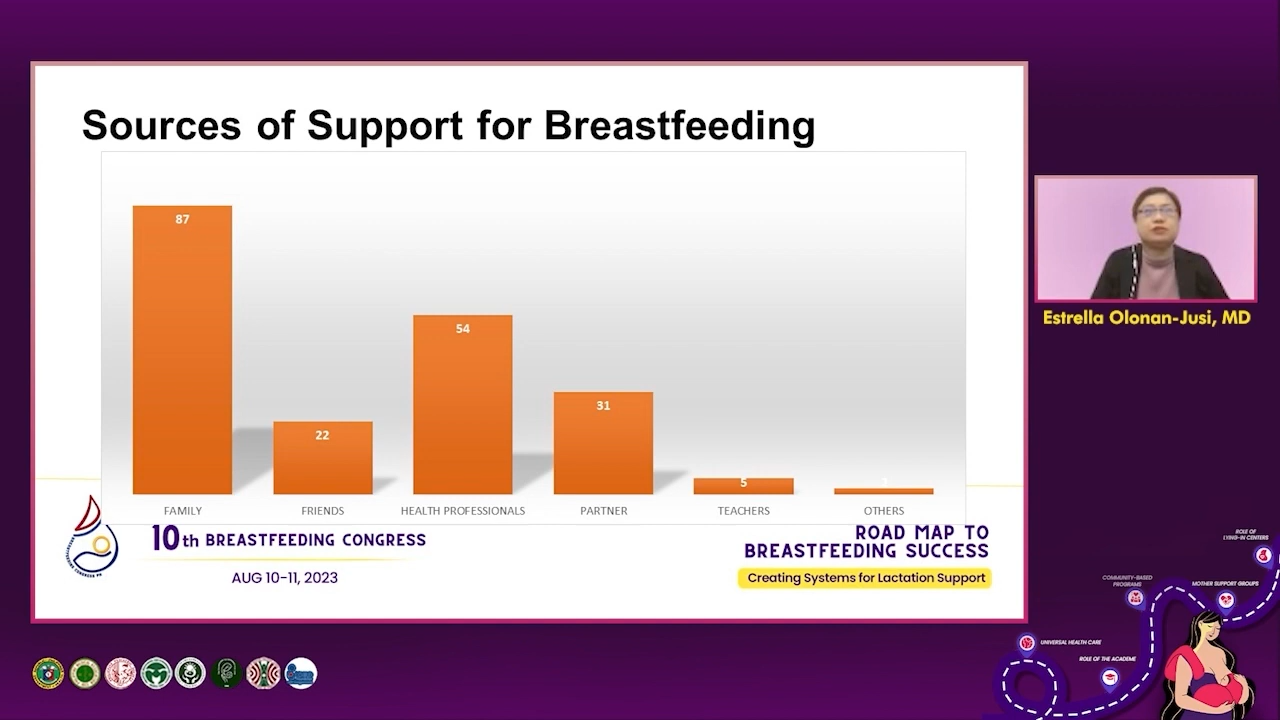 Sources of Support for Breastfeeding
87
22
54
31
5
FAMILY
FRIENDS
HEALTH PROFESSIONALS
PARTNER
TEACHERS
OTHERS
10th BREASTFEEDING CONGRESS
AUG 10-11, 2023
ROAD MAP TO
BREASTFEEDING SUCCESS
Creating Systems for Lactation Support
Estrella Olonan-Jusi, MD
ROLE OF
LYING-IN CENTERS
COMMUNITY-BASED
PROGRAMS
MOTHER SUPPORT GROUPS
UNIVERSAL HEALTH CARE
ROLE OF THE ACADEME